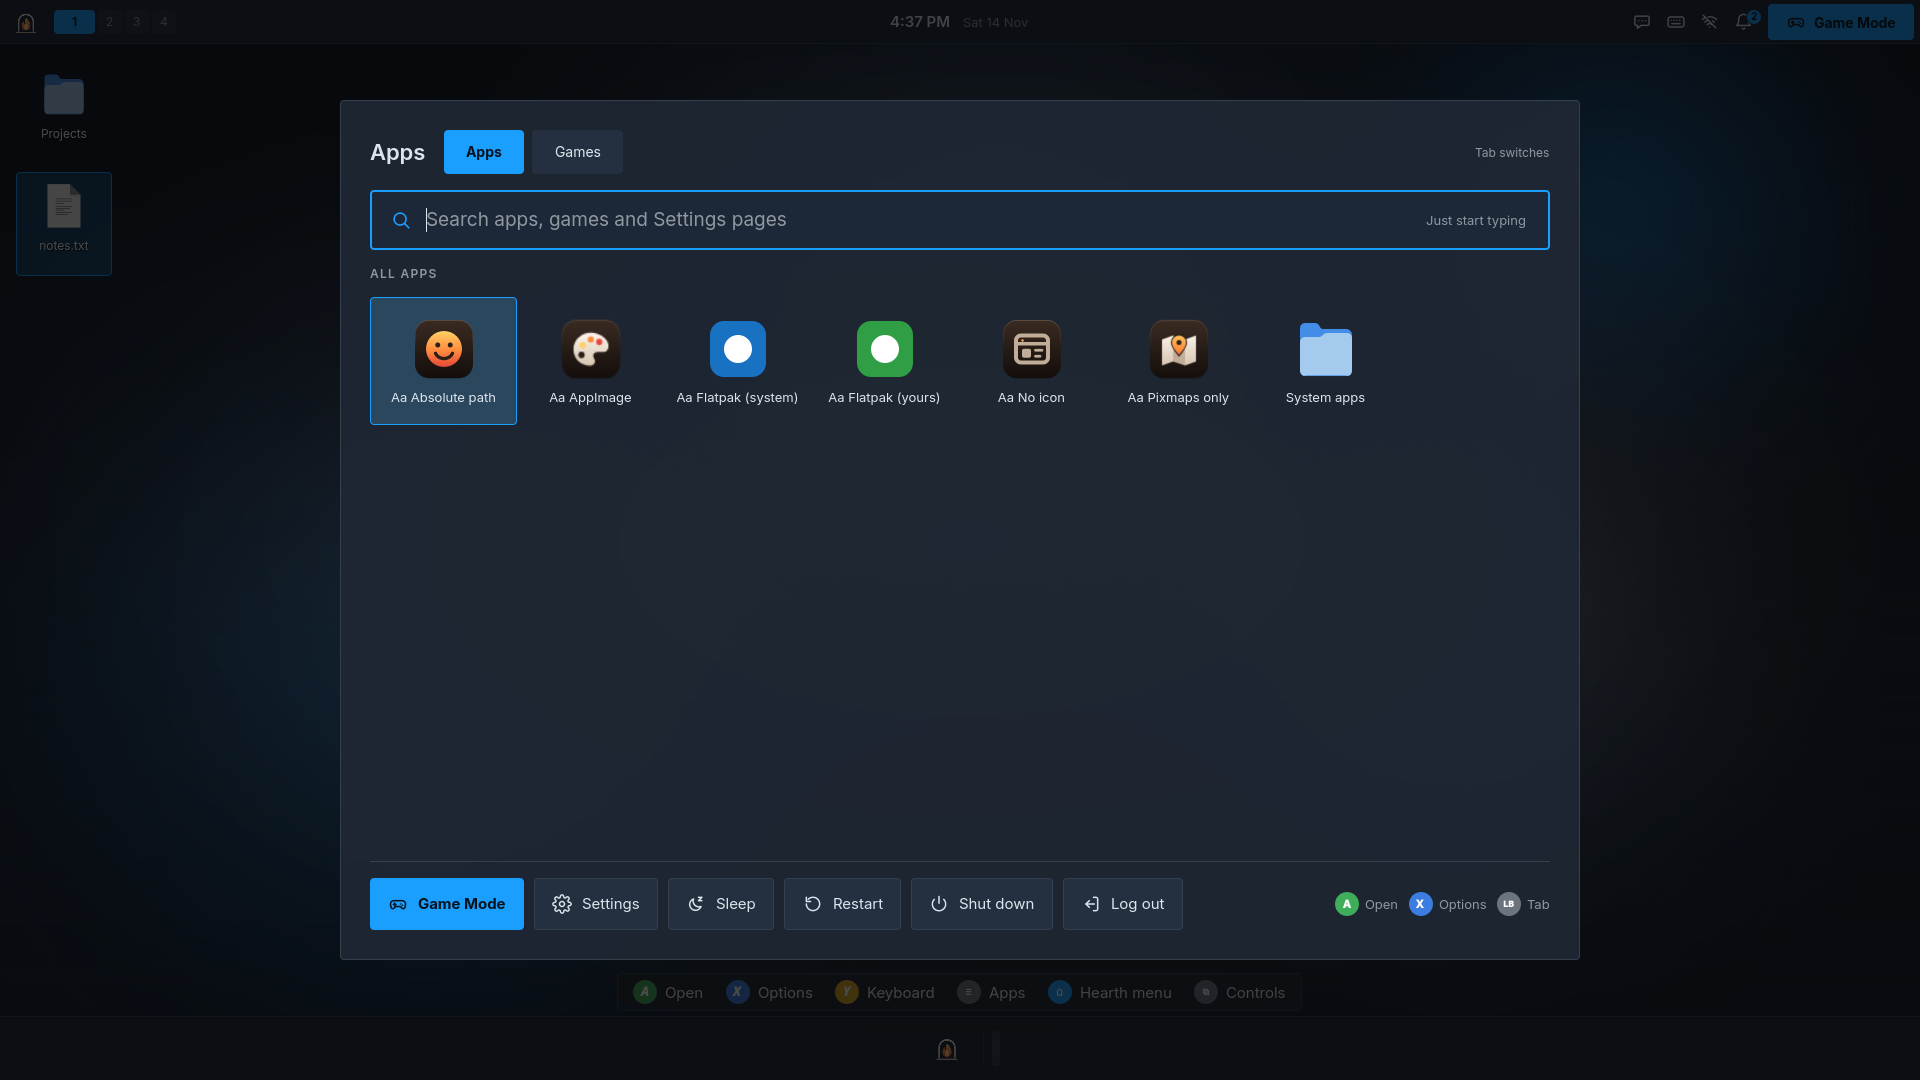 1 2 3 4
4:37 PM Sat 14 Nov
2
Game Mode
Projects
notes.txt
Apps
Apps
Games
Tab switches
Search apps, games and Settings pages
Just start typing
ALL APPS
Aa Absolute path
Aa AppImage
Aa Flatpak (system)
Aa Flatpak (yours)
Aa No icon
Aa Pixmaps only
System apps
Game Mode
Settings
Sleep
Restart
Shut down
Log out
A Open
X Options
LB Tab
A Open
X Options
Y Keyboard
Apps
Hearth menu
Controls